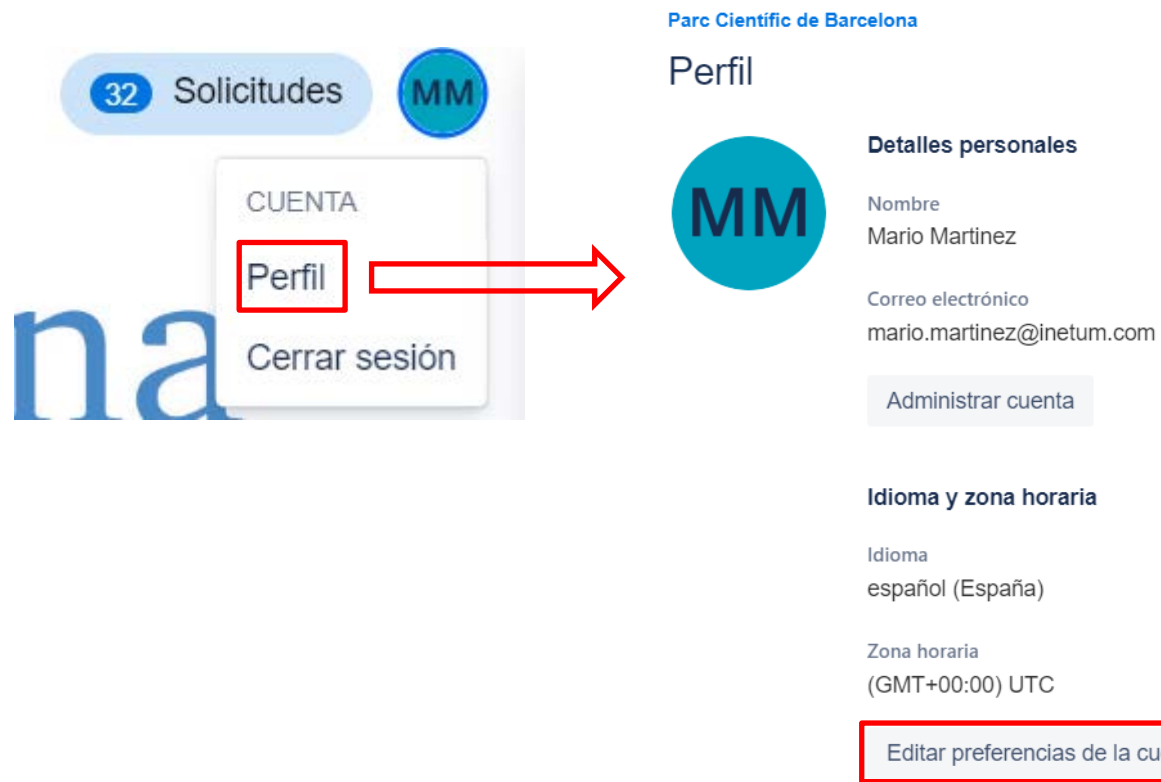 32 Solicitudes
MM
CUENTA
Perfil
Cerrar sesión
na
Parc Científic de Barcelona
Perfil
MM
Detalles personales
Nombre
Mario Martinez
Correo electrónico
mario.martinez@inetum.com
Administrar cuenta
Idioma y zona horaria
Idioma
español (España)
Zona horaria
(GMT+00:00) UTC
Editar preferencias de la cu